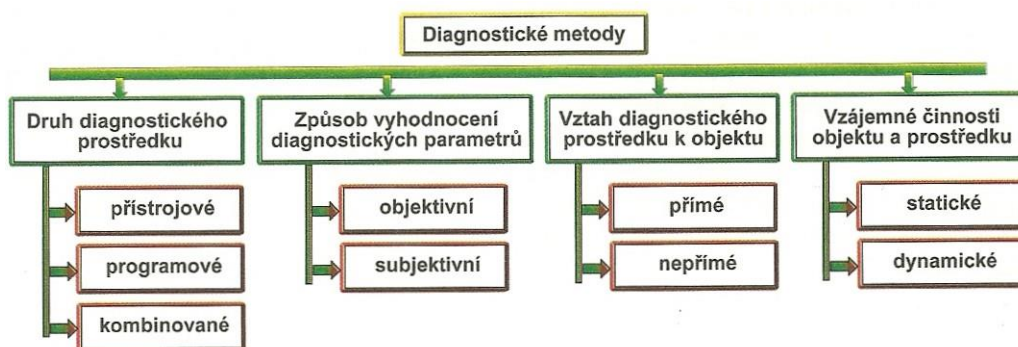 Diagnostické metody
Druh diagnostického
prostředku
přístrojové
programové
kombinované
Způsob vyhodnocení
diagnostických parametrů
objektivní
subjektivní
Vztah diagnostického
prostředku k objektu
přímé
nepřímé
Vzájemné činnosti
objektu a prostředku
statické
dynamické